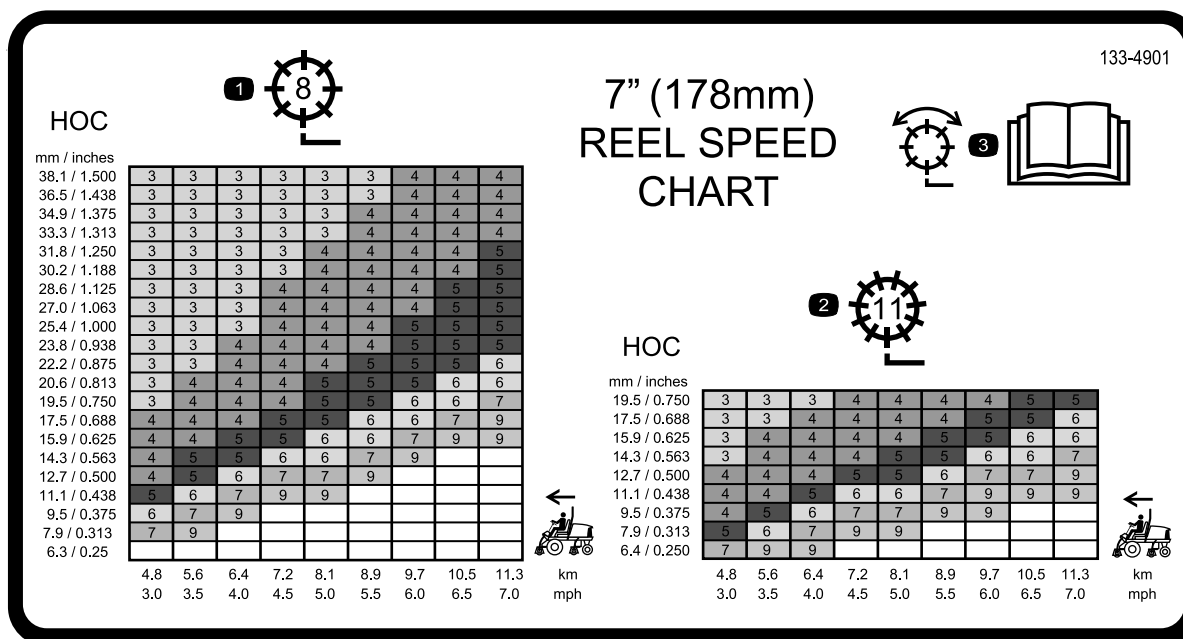 133-4901
7” (178mm)
REEL SPEED
CHART
1
8
3
HOC
mm / inches
38.1 / 1.500 3 3 3 3 3 3 4 4 4
36.5 / 1.438 3 3 3 3 3 3 4 4 4
34.9 / 1.375 3 3 3 3 3 4 4 4 4
33.3 / 1.313 3 3 3 3 3 4 4 4 4
31.8 / 1.250 3 3 3 3 4 4 4 4 5
30.2 / 1.188 3 3 3 3 4 4 4 4 5
28.6 / 1.125 3 3 3 4 4 4 4 5 5
27.0 / 1.063 3 3 3 4 4 4 4 5 5
25.4 / 1.000 3 3 3 4 4 4 5 5 5
23.8 / 0.938 3 3 4 4 4 4 5 5 5
22.2 / 0.875 3 3 4 4 4 5 5 5 6
20.6 / 0.813 3 4 4 4 5 5 5 6 6
19.5 / 0.750 3 4 4 4 5 5 6 6 7
17.5 / 0.688 4 4 4 5 5 6 6 7 9
15.9 / 0.625 4 4 5 5 6 6 7 9 9
14.3 / 0.563 4 5 5 6 6 7 9
12.7 / 0.500 4 5 6 7 7 9
11.1 / 0.438 5 6 7 9 9
9.5 / 0.375 6 7 9
7.9 / 0.313 7 9
6.3 / 0.25
4.8 5.6 6.4 7.2 8.1 8.9 9.7 10.5 11.3 km
3.0 3.5 4.0 4.5 5.0 5.5 6.0 6.5 7.0 mph
2
11
HOC
mm / inches
19.5 / 0.750 3 3 3 4 4 4 4 5 5
17.5 / 0.688 3 3 4 4 4 4 5 5 6
15.9 / 0.625 3 4 4 4 4 5 5 6 6
14.3 / 0.563 3 4 4 4 5 5 6 6 7
12.7 / 0.500 4 4 4 5 5 6 7 7 9
11.1 / 0.438 4 4 5 6 6 7 9 9 9
9.5 / 0.375 4 5 6 7 7 9 9
7.9 / 0.313 5 6 7 9 9
6.4 / 0.250 7 9 9
4.8 5.6 6.4 7.2 8.1 8.9 9.7 10.5 11.3 km
3.0 3.5 4.0 4.5 5.0 5.5 6.0 6.5 7.0 mph